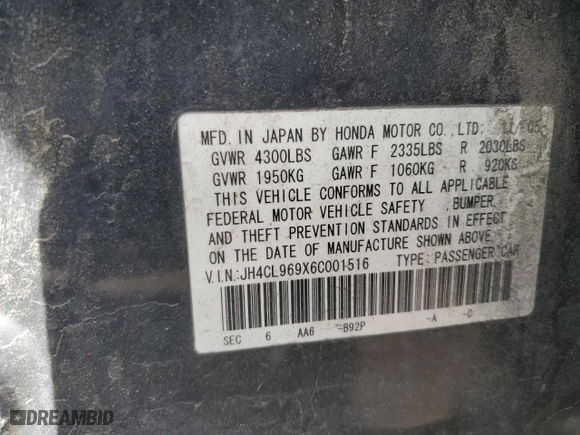 MFD. IN JAPAN BY HONDA MOTOR CO., LTD: 11/05
GVWR 4300LBS GAWR F 2335LBS R 2030LBS
GVWR 1950KG GAWR F 1060KG R 920KG
THIS VEHICLE CONFORMS TO ALL APPLICABLE
FEDERAL MOTOR VEHICLE SAFETY, BUMPER,
AND THEFT PREVENTION STANDARDS IN EFFECT
ON THE DATE OF MANUFACTURE SHOWN ABOVE.
V.I.N.:JH4CL969X6C001516 TYPE: PASSENGER CAR
SEC 6 AA6 -B92P -A -C
DREAMBID